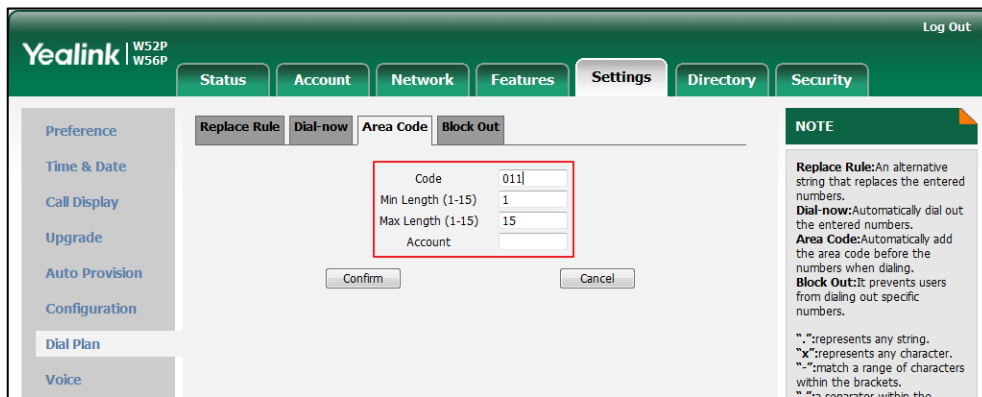 Log Out
Yealink W52P
W56P
Status Account Network Features Settings Directory Security
Preference
Time & Date
Call Display
Upgrade
Auto Provision
Configuration
Dial Plan
Voice
Replace Rule Dial-now Area Code Block Out
Code 011
Min Length (1-15) 1
Max Length (1-15) 15
Account
Confirm Cancel
NOTE
Replace Rule:An alternative
string that replaces the entered
numbers.
Dial-now:Automatically dial out
the entered numbers.
Area Code:Automatically add
the area code before the
numbers when dialing.
Block Out:It prevents users
from dialing out specific
numbers.
".":represents any string.
"x":represents any character.
"-":match a range of characters
within the brackets.
separator within the